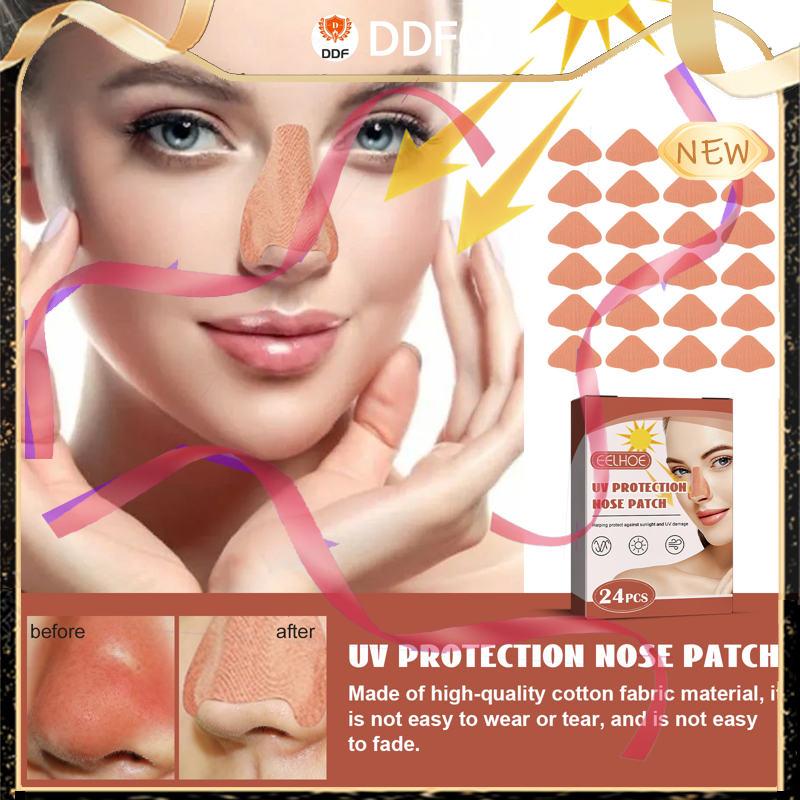 DDF
DDFO
NEW
EELHOE
UV PROTECTION
NOSE PATCH
Helping protect against sunlight and UV damage
24PCS
before
after
UV PROTECTION NOSE PATCH
Made of high-quality cotton fabric material, it
is not easy to wear or tear, and is not easy
to fade.